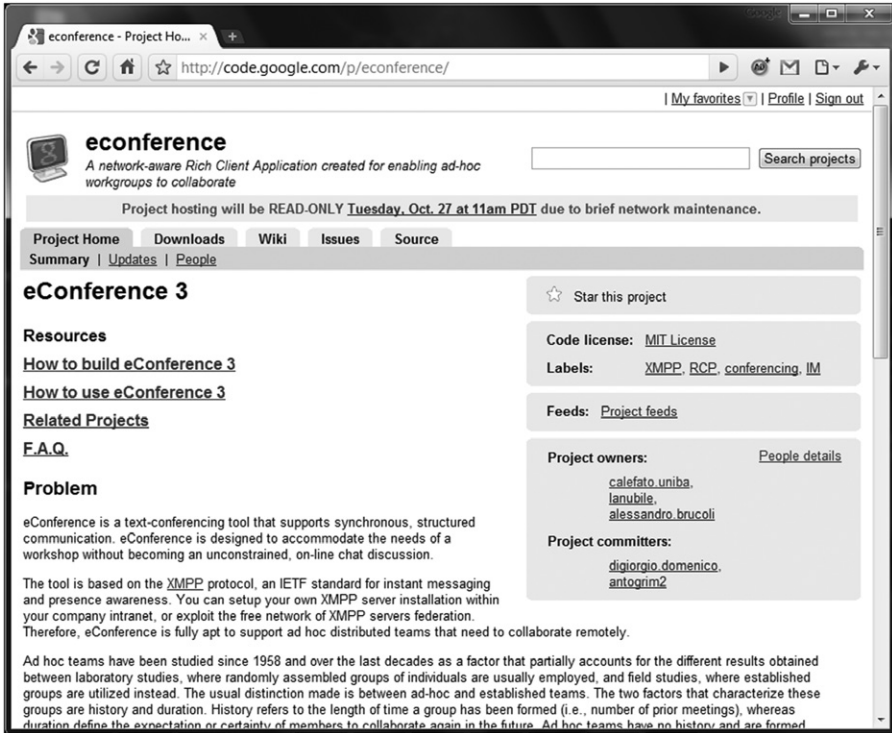 Google
econference - Project Ho...
http://code.google.com/p/econference/
| My favorites | Profile | Sign out
econference
A network-aware Rich Client Application created for enabling ad-hoc
workgroups to collaborate
Search projects
Project hosting will be READ-ONLY Tuesday, Oct. 27 at 11am PDT due to brief network maintenance.
Project Home Downloads Wiki Issues Source
Summary | Updates | People
eConference 3
Resources
How to build eConference 3
How to use eConference 3
Related Projects
F.A.Q.
Problem
eConference is a text-conferencing tool that supports synchronous, structured
communication. eConference is designed to accommodate the needs of a
workshop without becoming an unconstrained, on-line chat discussion.
The tool is based on the XMPP protocol, an IETF standard for instant messaging
and presence awareness. You can setup your own XMPP server installation within
your company intranet, or exploit the free network of XMPP servers federation.
Therefore, eConference is fully apt to support ad hoc distributed teams that need to collaborate remotely.
Ad hoc teams have been studied since 1958 and over the last decades as a factor that partially accounts for the different results obtained
between laboratory studies, where randomly assembled groups of individuals are usually employed, and field studies, where established
groups are utilized instead. The usual distinction made is between ad-hoc and established teams. The two factors that characterize these
groups are history and duration. History refers to the length of time a group has been formed (i.e., number of prior meetings), whereas
duration define the expectation or certainty of members to collaborate again in the future. Ad hoc teams have no history and are formed
Star this project
Code license: MIT License
Labels: XMPP, RCP, conferencing, IM
Feeds: Project feeds
Project owners: People details
calefato.uniba,
lanubile,
alessandro.brucoli
Project committers:
digiorgio.domenico,
antogrim2